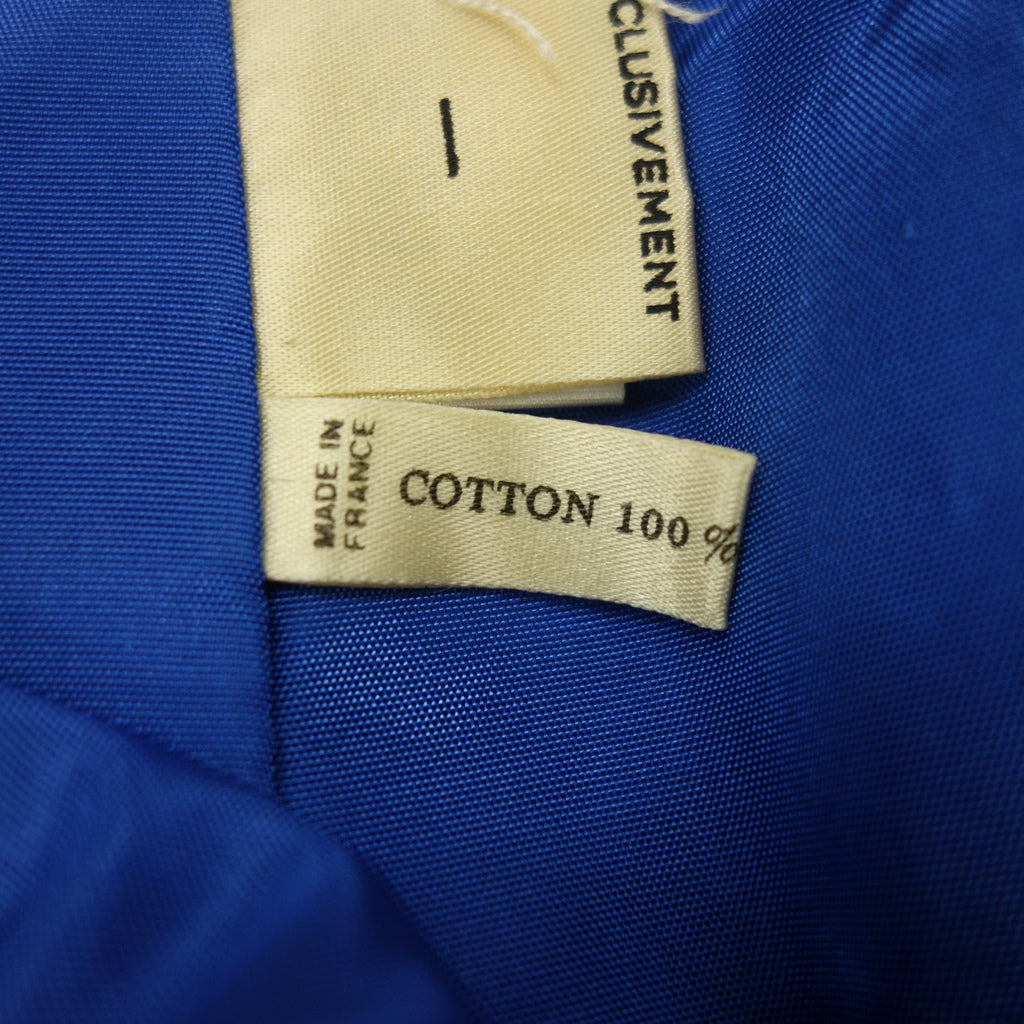 CLUSIVEMENT
MADE IN
FRANCE
COTTON 100 %